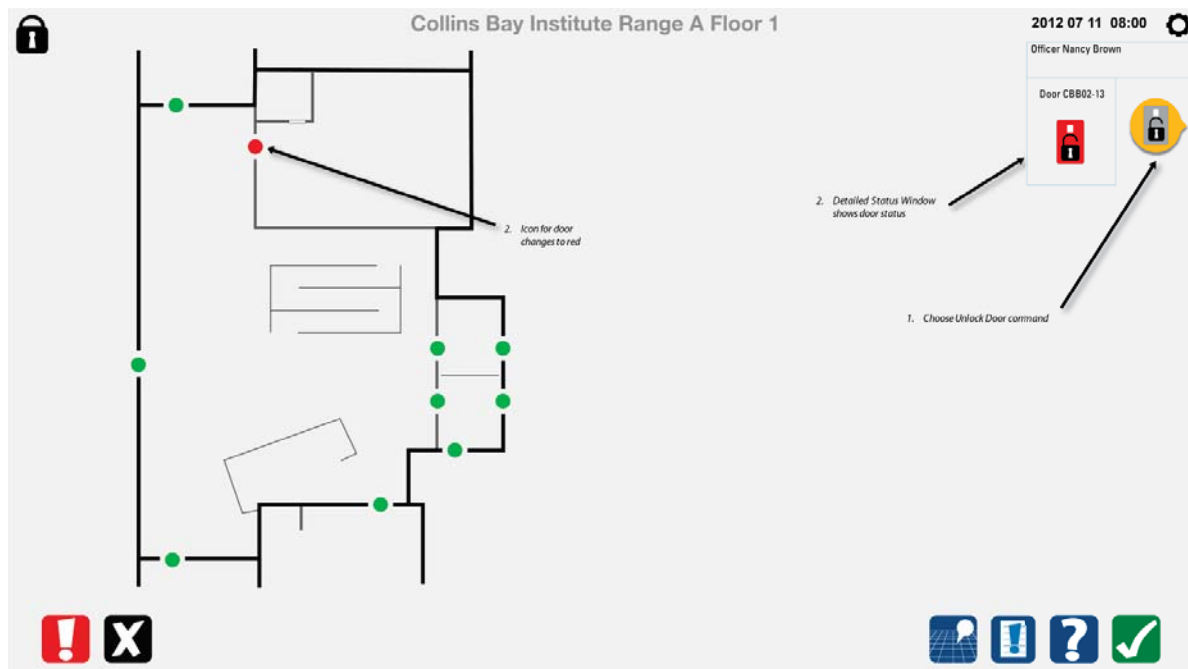 Collins Bay Institute Range A Floor 1
2012 07 11 08:00
Officer Nancy Brown
Door CBB02-13
2. Detailed Status Window
shows door status
2. Icon for door
changes to red
1. Choose Unlock Door command